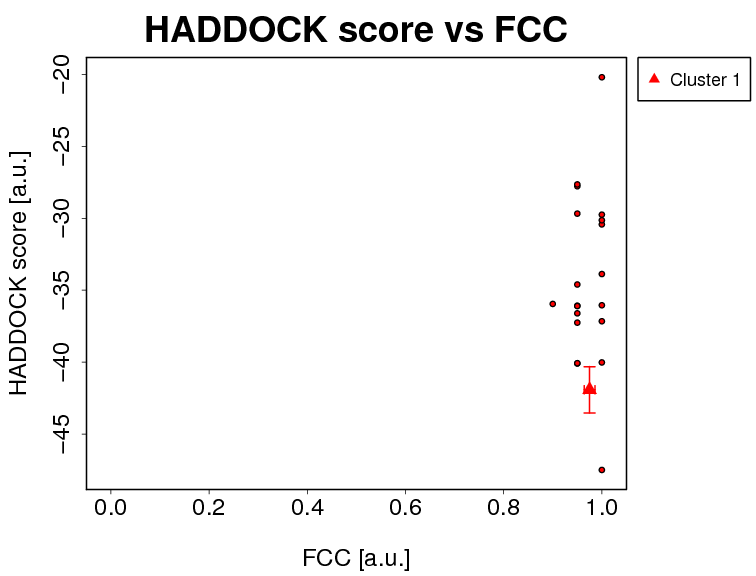 HADDOCK score vs FCC
Cluster 1
HADDOCK score [a.u.]
−20
−25
−30
−35
−40
−45
0.0 0.2 0.4 0.6 0.8 1.0
FCC [a.u.]